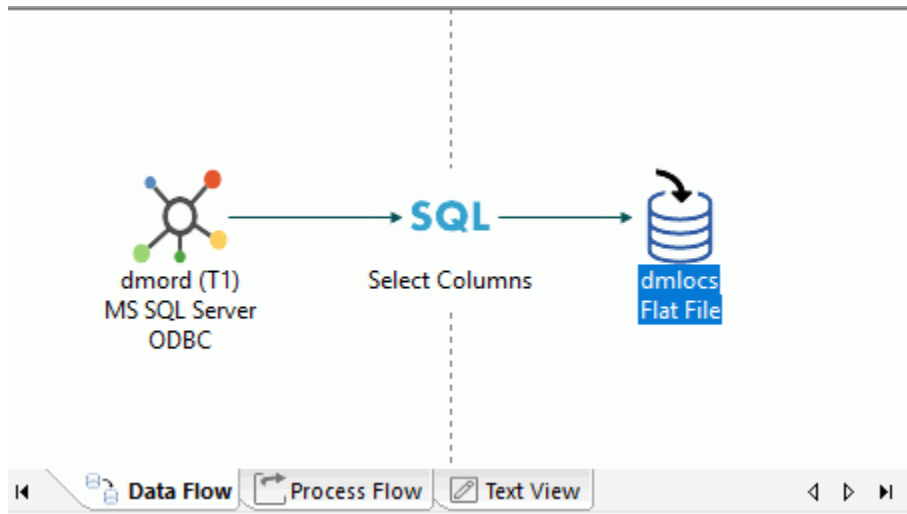 SQL
dmord (T1)
MS SQL Server
ODBC
Select Columns
dmlocs
Flat File
Data Flow
Process Flow
Text View